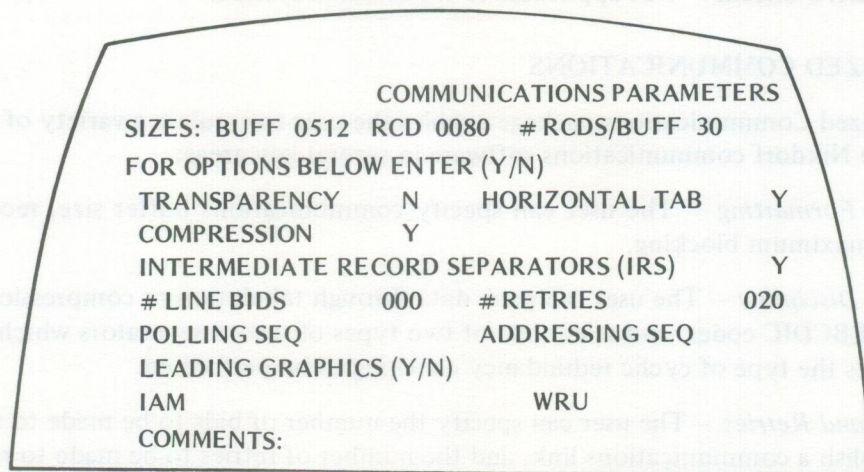 COMMUNICATIONS PARAMETERS
SIZES: BUFF 0512 RCD 0080 # RCDS/BUFF 30
FOR OPTIONS BELOW ENTER (Y/N)
TRANSPARENCY N HORIZONTAL TAB Y
COMPRESSION Y
INTERMEDIATE RECORD SEPARATORS (IRS) Y
# LINE BIDS 000 # RETRIES 020
POLLING SEQ ADDRESSING SEQ
LEADING GRAPHICS (Y/N)
IAM WRU
COMMENTS: